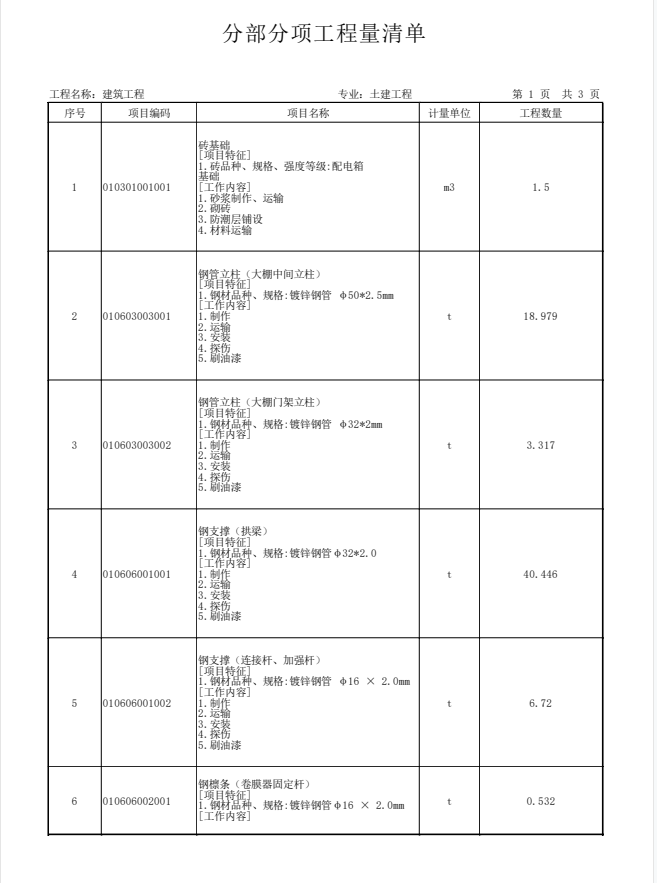 分部分项工程量清单
工程名称：建筑工程 专业：土建工程 第 1 页 共 3 页
序号 项目编码 项目名称 计量单位 工程数量
1 010301001001 m3 1.5
砖基础
[项目特征]
1.砖品种、规格、强度等级:配电箱
基础
[工作内容]
1.砂浆制作、运输
2.砌砖
3.防潮层铺设
4.材料运输
2 010603003001 t 18.979
钢管立柱（大棚中间立柱）
[项目特征]
1.钢材品种、规格:镀锌钢管 φ50*2.5mm
[工作内容]
1.制作
2.运输
3.安装
4.探伤
5.刷油漆
3 010603003002 t 3.317
钢管立柱（大棚门架立柱）
[项目特征]
1.钢材品种、规格:镀锌钢管 φ32*2mm
[工作内容]
1.制作
2.运输
3.安装
4.探伤
5.刷油漆
4 010606001001 t 40.446
钢支撑（拱梁）
[项目特征]
1.钢材品种、规格:镀锌钢管φ32*2.0
[工作内容]
1.制作
2.运输
3.安装
4.探伤
5.刷油漆
5 010606001002 t 6.72
钢支撑（连接杆、加强杆）
[项目特征]
1.钢材品种、规格:镀锌钢管 φ16 × 2.0mm
[工作内容]
1.制作
2.运输
3.安装
4.探伤
5.刷油漆
6 010606002001 t 0.532
钢檩条（卷膜器固定杆）
[项目特征]
1.钢材品种、规格:镀锌钢管φ16 × 2.0mm
[工作内容]